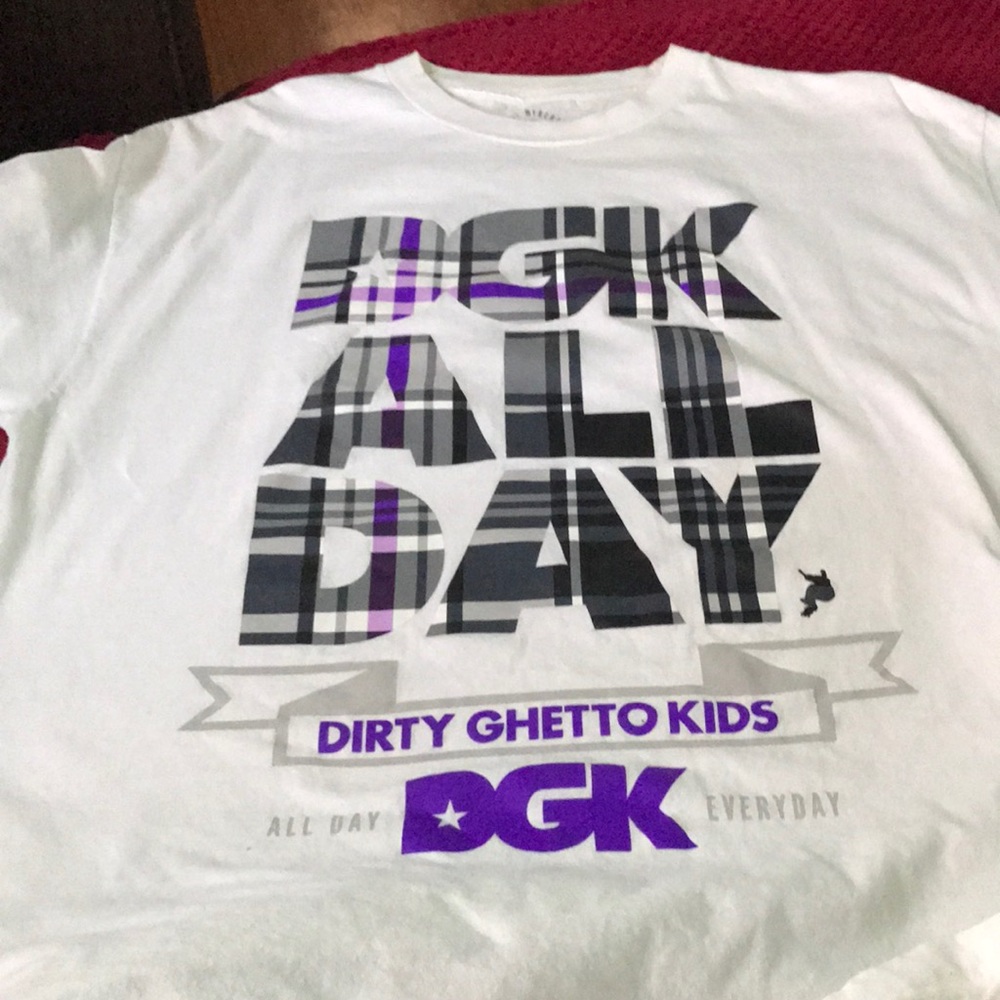 DGK
ALL
DAY
DIRTY GHETTO KIDS
ALL DAY DGK EVERYDAY